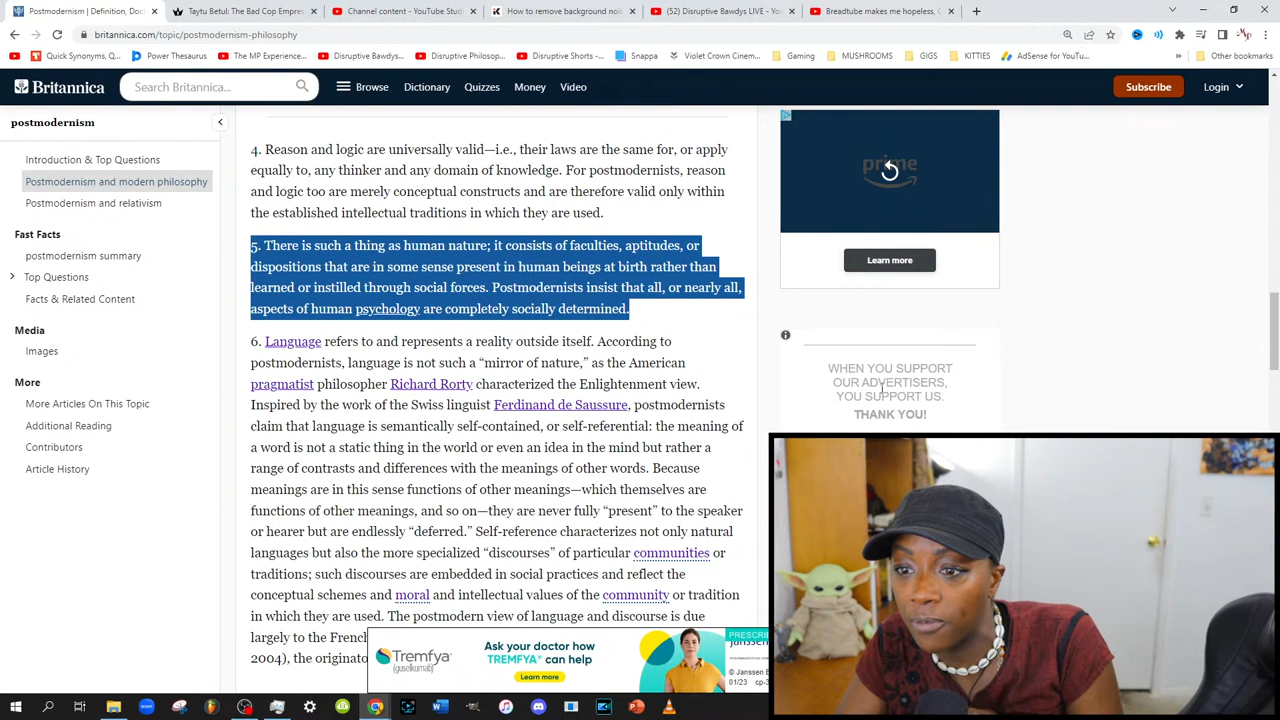 Postmodernism | Definition, Doct
Taytu Betul: The Bad Cop Empres
Channel content - YouTube Studi
How to remove background nois
(52) Disruptive Bawdys LIVE - Yo
Breadtube makes me hopeless, C
britannica.com/topic/postmodernism-philosophy
Quick Synonyms, Qu...
Power Thesaurus
The MP Experience...
Disruptive Bawdys...
Disruptive Philosop...
Disruptive Shorts -...
Snappa
Violet Crown Cinem...
Gaming
MUSHROOMS
GIGS
KITTIES
AdSense for YouTu...
Other bookmarks
Britannica
Search Britannica...
Browse
Dictionary
Quizzes
Money
Video
Subscribe
Login
postmodernism
Introduction & Top Questions
Postmodernism and modern philosophy
Postmodernism and relativism
Fast Facts
postmodernism summary
Top Questions
Facts & Related Content
Media
Images
More
More Articles On This Topic
Additional Reading
Contributors
Article History
4. Reason and logic are universally valid—i.e., their laws are the same for, or apply
equally to, any thinker and any domain of knowledge. For postmodernists, reason
and logic too are merely conceptual constructs and are therefore valid only within
the established intellectual traditions in which they are used.
5. There is such a thing as human nature; it consists of faculties, aptitudes, or
dispositions that are in some sense present in human beings at birth rather than
learned or instilled through social forces. Postmodernists insist that all, or nearly all,
aspects of human psychology are completely socially determined.
6. Language refers to and represents a reality outside itself. According to
postmodernists, language is not such a “mirror of nature,” as the American
pragmatist philosopher Richard Rorty characterized the Enlightenment view.
Inspired by the work of the Swiss linguist Ferdinand de Saussure, postmodernists
claim that language is semantically self-contained, or self-referential: the meaning of
a word is not a static thing in the world or even an idea in the mind but rather a
range of contrasts and differences with the meanings of other words. Because
meanings are in this sense functions of other meanings—which themselves are
functions of other meanings, and so on—they are never fully “present” to the speaker
or hearer but are endlessly “deferred.” Self-reference characterizes not only natural
languages but also the more specialized “discourses” of particular communities or
traditions; such discourses are embedded in social practices and reflect the
conceptual schemes and moral and intellectual values of the community or tradition
in which they are used. The postmodern view of language and discourse is due
largely to the French
2004), the originato
prime
Learn more
WHEN YOU SUPPORT
OUR ADVERTISERS,
YOU SUPPORT US.
THANK YOU!
Tremfya
(guselkumab)
Ask your doctor how
TREMFYA® can help
Learn more
PRESCRI
Janssen
© Janssen B
01/23 cp-3